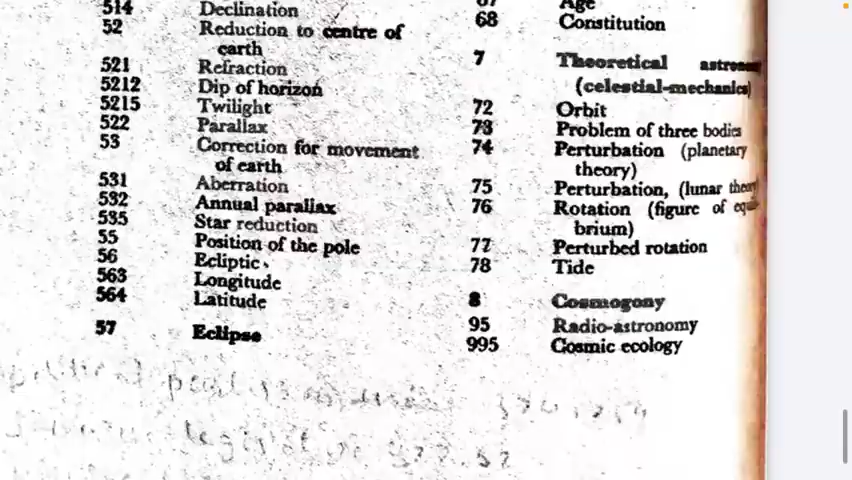 514 Declination
52 Reduction to centre of
earth
521 Refraction
5212 Dip of horizon
5215 Twilight
522 Parallax
53 Correction for movement
of earth
531 Aberration
532 Annual parallax
535 Star reduction
55 Position of the pole
56 Ecliptic
563 Longitude
564 Latitude
57 Eclipse
67 Age
68 Constitution
7 Theoretical
(celestial-mechanics)
72 Orbit
73 Problem of three bodies
74 Perturbation (planetary
theory)
75 Perturbation, (lunar
76 Rotation (figure of
brium)
77 Perturbed rotation
78 Tide
8 Cosmogony
95 Radio-astronomy
995 Cosmic ecology